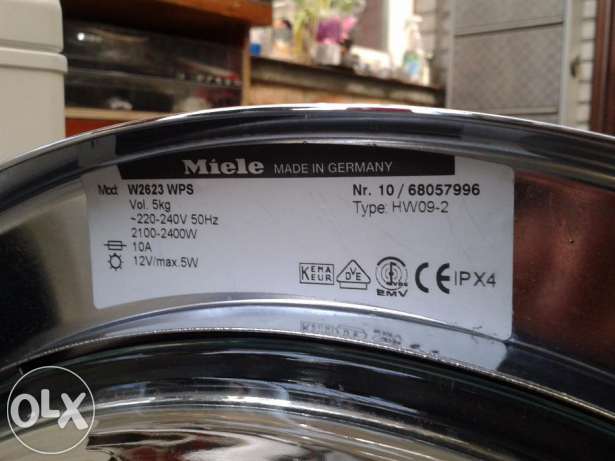 Miele MADE IN GERMANY
Mod: W2623 WPS
Nr. 10 / 68057996
Vol. 5kg
Type: HW09-2
~220-240V 50Hz
2100-2400W
10A
12V/max.5W
KEMA
KEUR
DVE
EMV
CE IPX4
OLX